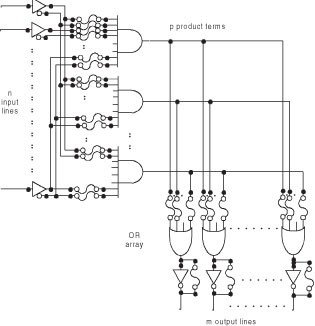 p product terms
n
input
lines
OR
array
m output lines